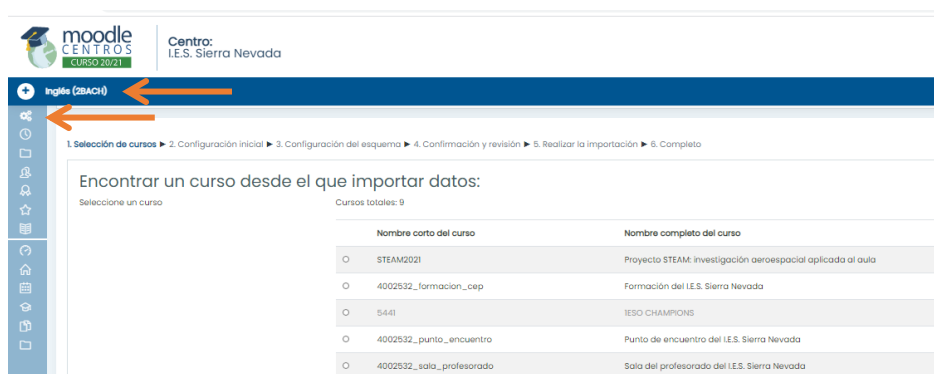 moodle
CENTROS
CURSO 20/21
Centro:
I.E.S. Sierra Nevada
Inglés (2BACH)
1. Selección de cursos ► 2. Configuración inicial ► 3. Configuración del esquema ► 4. Confirmación y revisión ► 5. Realizar la importación ► 6. Completo
Encontrar un curso desde el que importar datos:
Seleccione un curso
Cursos totales: 9
Nombre corto del curso Nombre completo del curso
STEAM2021 Proyecto STEAM: investigación aeroespacial aplicada al aula
4002532_formacion_cep Formación del I.E.S. Sierra Nevada
5441 1ESO CHAMPIONS
4002532_punto_encuentro Punto de encuentro del I.E.S. Sierra Nevada
4002532_sala_profesorado Sala del profesorado del I.E.S. Sierra Nevada